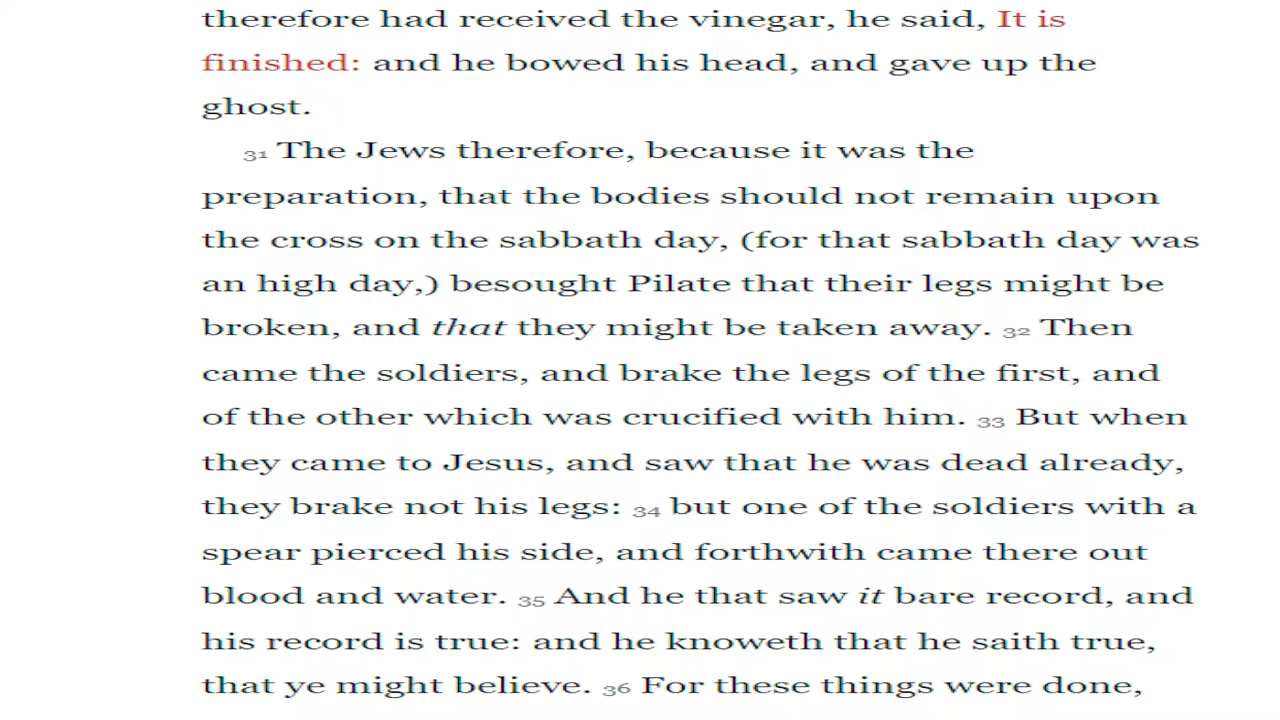 therefore had received the vinegar, he said, It is
finished: and he bowed his head, and gave up the
ghost.
31 The Jews therefore, because it was the
preparation, that the bodies should not remain upon
the cross on the sabbath day, (for that sabbath day was
an high day,) besought Pilate that their legs might be
broken, and that they might be taken away. 32 Then
came the soldiers, and brake the legs of the first, and
of the other which was crucified with him. 33 But when
they came to Jesus, and saw that he was dead already,
they brake not his legs: 34 but one of the soldiers with a
spear pierced his side, and forthwith came there out
blood and water. 35 And he that saw it bare record, and
his record is true: and he knoweth that he saith true,
that ye might believe. 36 For these things were done,